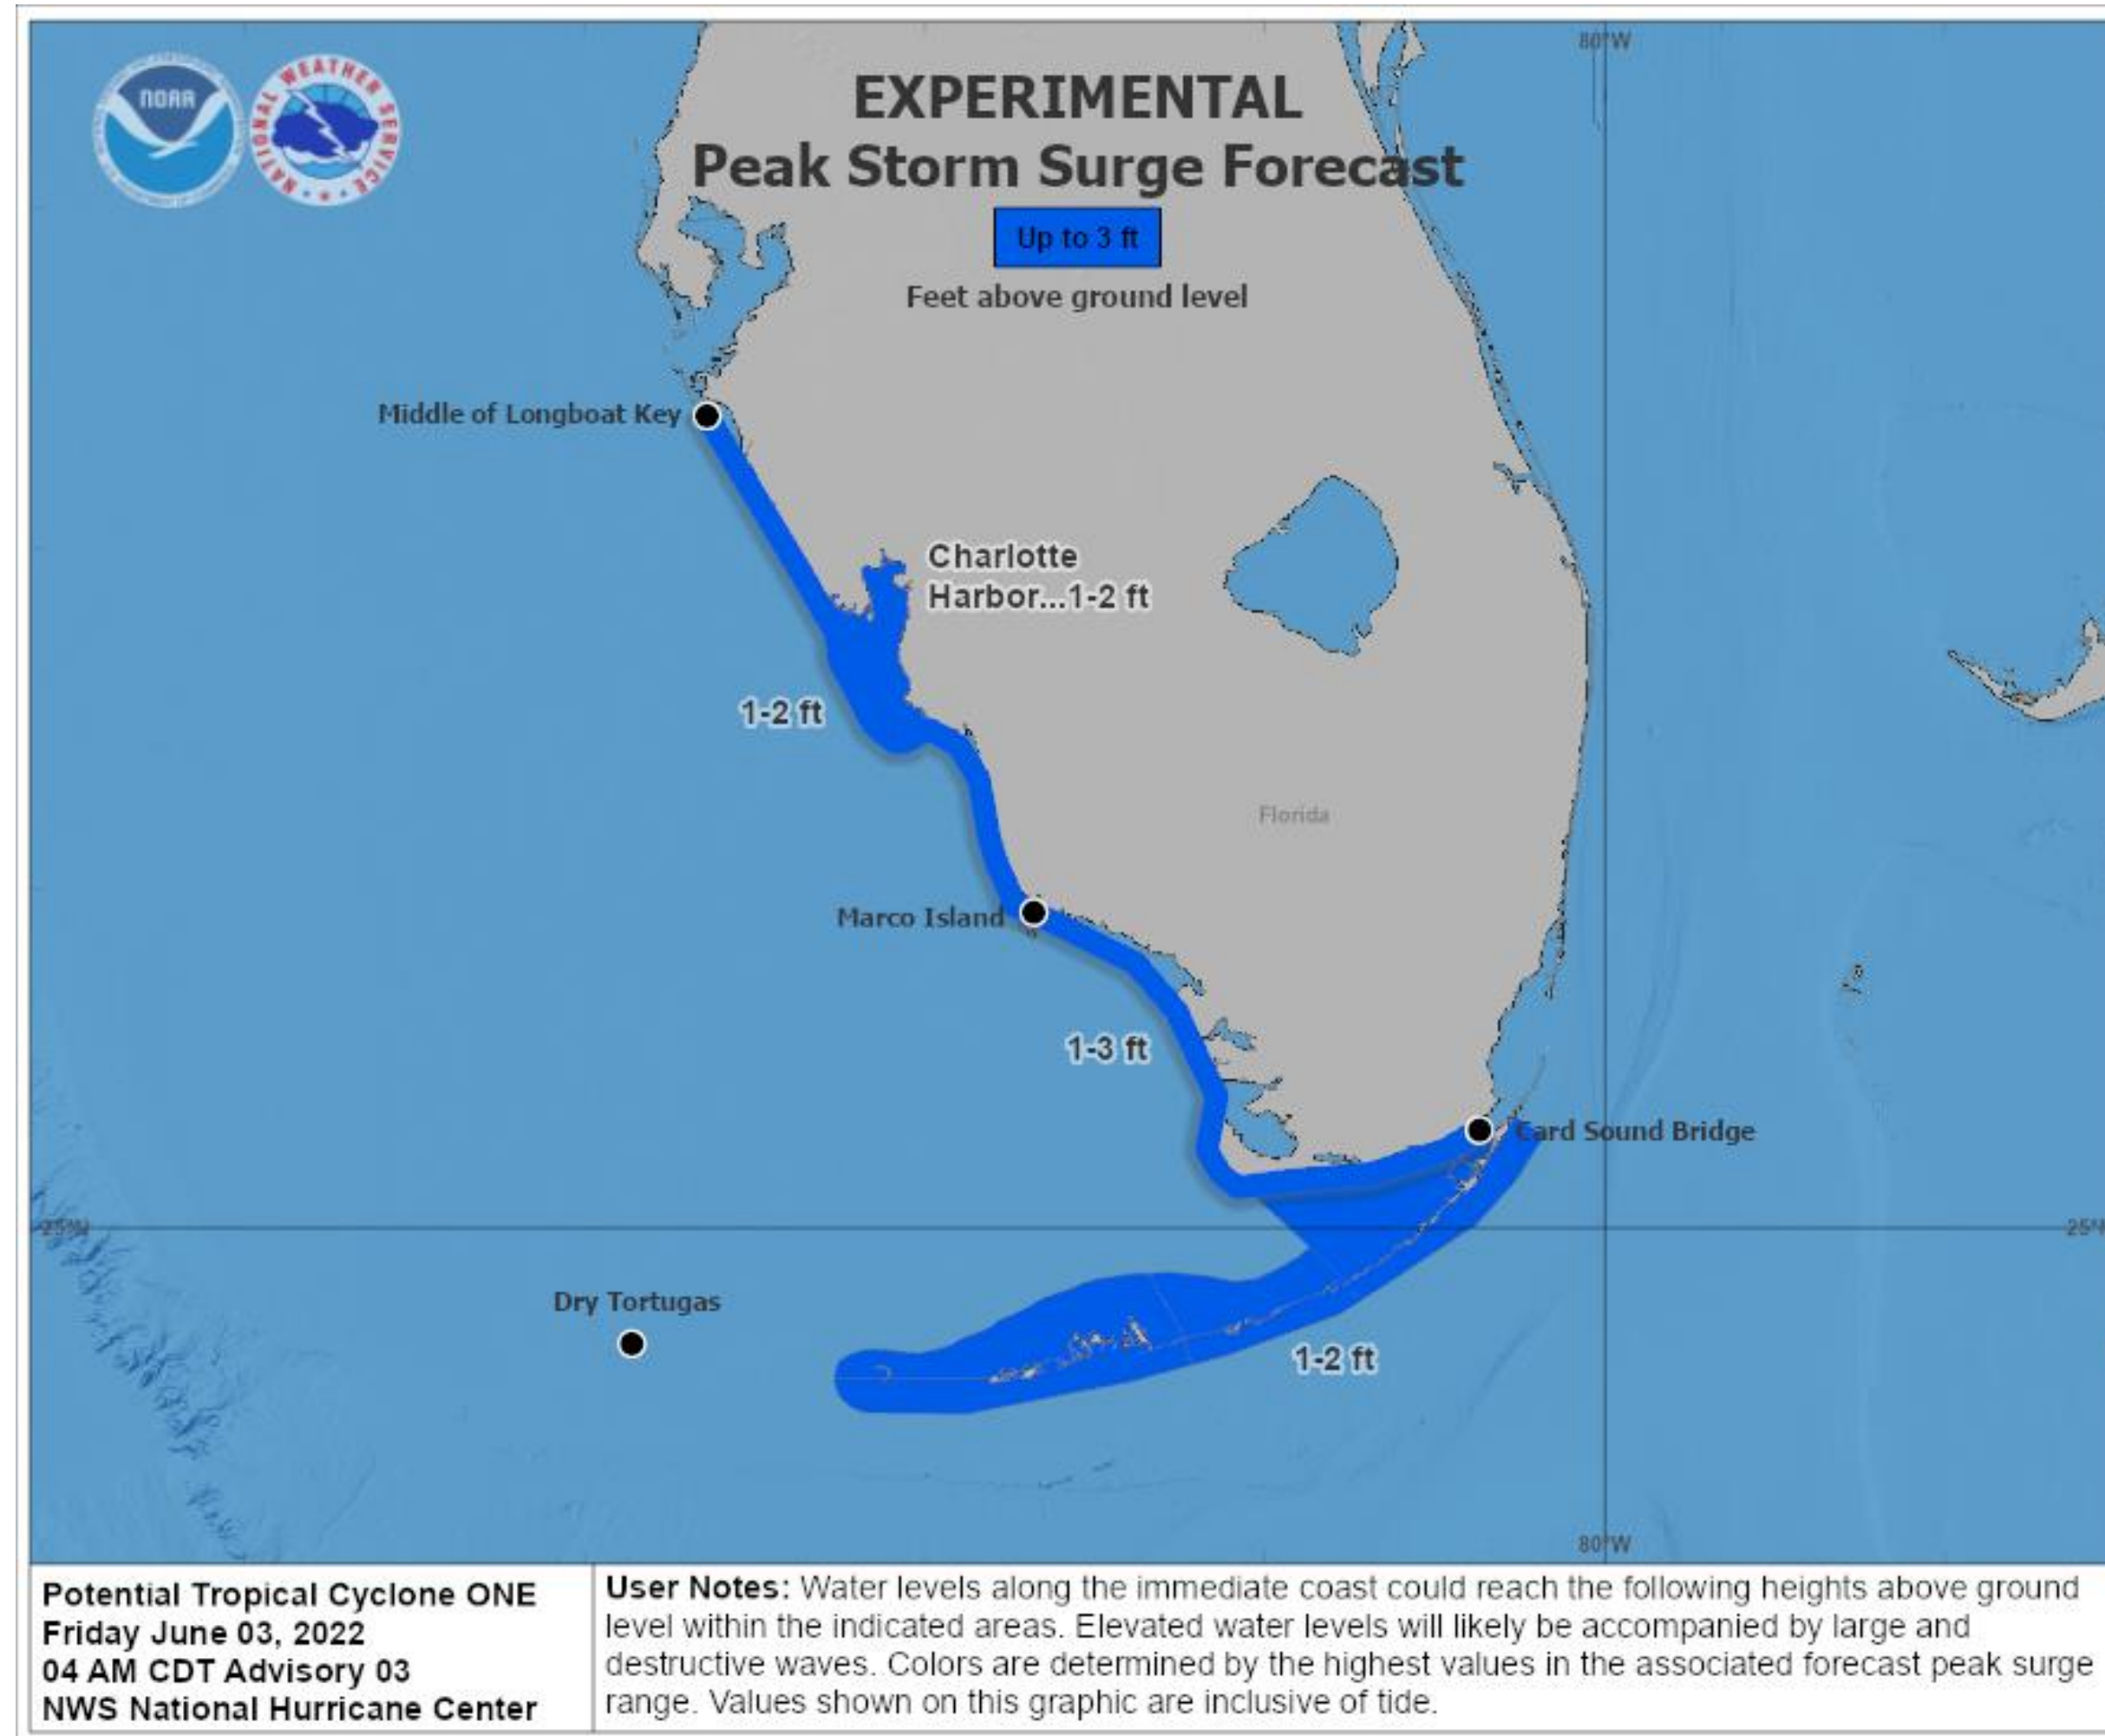 NOAA
NATIONAL WEATHER SERVICE
80°W
EXPERIMENTAL
Peak Storm Surge Forecast
Up to 3 ft
Feet above ground level
Middle of Longboat Key
Charlotte
Harbor...1-2 ft
1-2 ft
Florida
Marco Island
1-3 ft
Card Sound Bridge
25°N
25°N
Dry Tortugas
1-2 ft
80°W
Potential Tropical Cyclone ONE
Friday June 03, 2022
04 AM CDT Advisory 03
NWS National Hurricane Center
User Notes: Water levels along the immediate coast could reach the following heights above ground
level within the indicated areas. Elevated water levels will likely be accompanied by large and
destructive waves. Colors are determined by the highest values in the associated forecast peak surge
range. Values shown on this graphic are inclusive of tide.